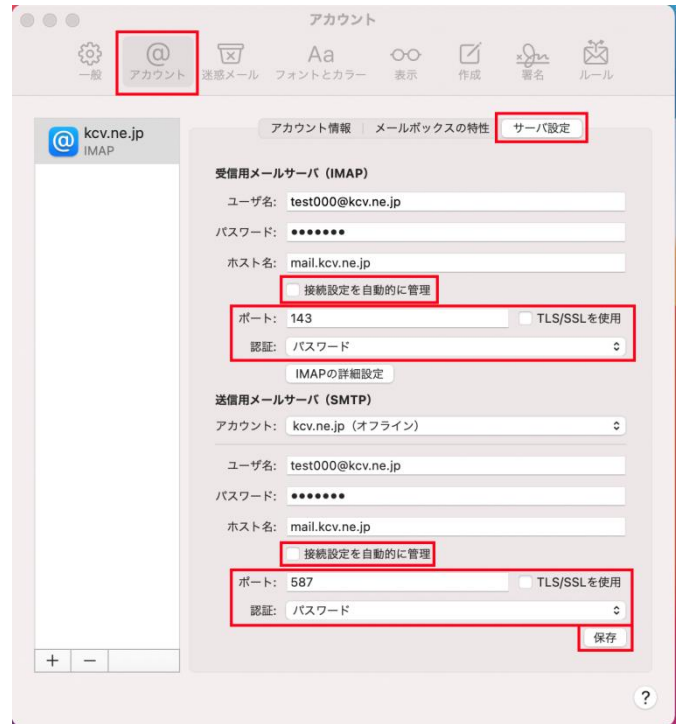 アカウント
一般
アカウント
迷惑メール
Aa
フォントとカラー
表示
作成
署名
ルール
kcv.ne.jp
IMAP
アカウント情報 メールボックスの特性 サーバ設定
受信用メールサーバ（IMAP）
ユーザ名: test000@kcv.ne.jp
パスワード: •••••••
ホスト名: mail.kcv.ne.jp
接続設定を自動的に管理
ポート: 143 TLS/SSLを使用
認証: パスワード
IMAPの詳細設定
送信用メールサーバ（SMTP）
アカウント: kcv.ne.jp（オフライン）
ユーザ名: test000@kcv.ne.jp
パスワード: •••••••
ホスト名: mail.kcv.ne.jp
接続設定を自動的に管理
ポート: 587 TLS/SSLを使用
認証: パスワード
保存
+ −
?